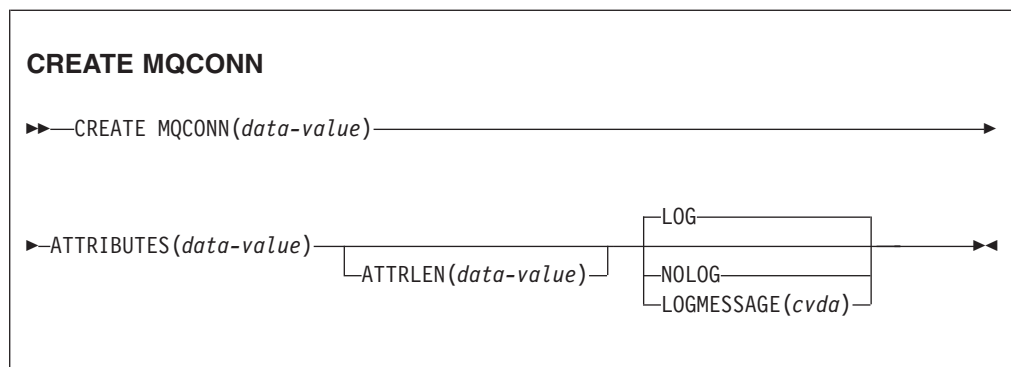 CREATE MQCONN
CREATE MQCONN(data-value)
LOG
ATTRIBUTES(data-value)
ATTRLEN(data-value)
NOLOG
LOGMESSAGE(cvda)